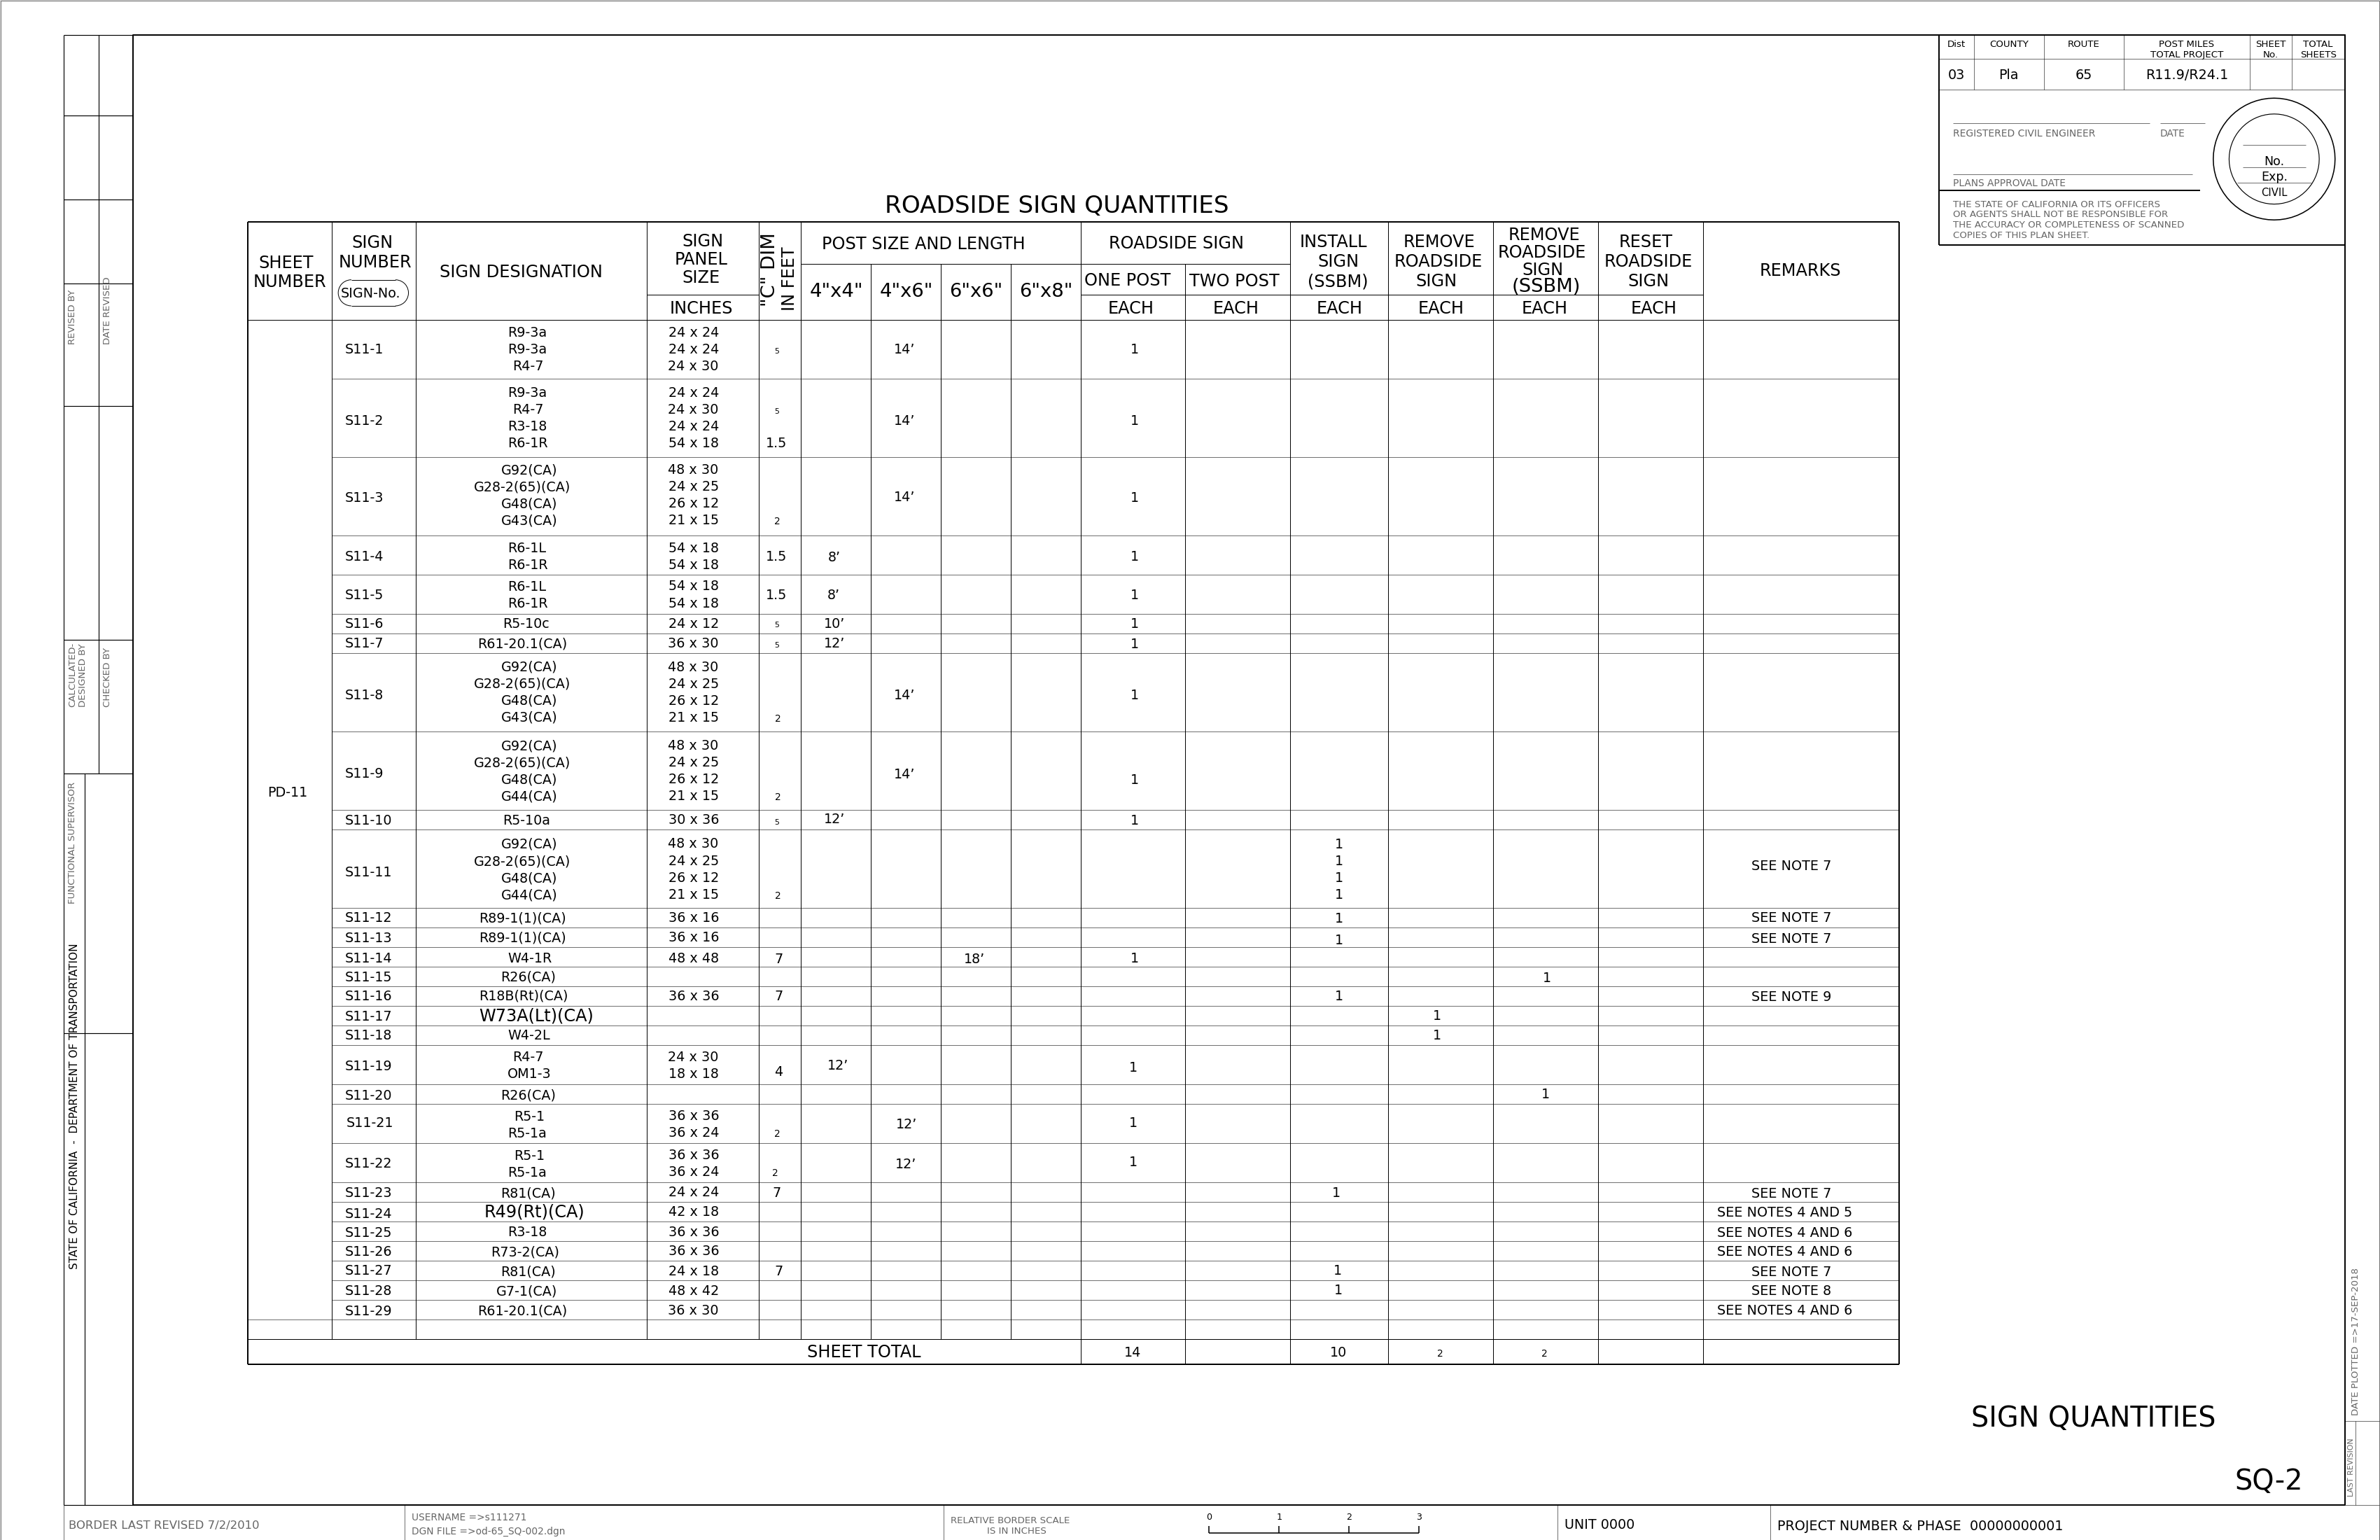 Dist COUNTY ROUTE POST MILES TOTAL PROJECT SHEET No. TOTAL SHEETS
03 Pla 65 R11.9/R24.1
REGISTERED CIVIL ENGINEER DATE
PLANS APPROVAL DATE
No.
Exp.
CIVIL
THE STATE OF CALIFORNIA OR ITS OFFICERS
OR AGENTS SHALL NOT BE RESPONSIBLE FOR
THE ACCURACY OR COMPLETENESS OF SCANNED
COPIES OF THIS PLAN SHEET.
ROADSIDE SIGN QUANTITIES
SHEET NUMBER
SIGN NUMBER
SIGN-No.
SIGN DESIGNATION
SIGN PANEL SIZE
INCHES
"C" DIM
IN FEET
POST SIZE AND LENGTH
4"x4" 4"x6" 6"x6" 6"x8"
ROADSIDE SIGN
ONE POST TWO POST
EACH EACH
INSTALL SIGN (SSBM)
EACH
REMOVE ROADSIDE SIGN
EACH
REMOVE ROADSIDE SIGN (SSBM)
EACH
RESET ROADSIDE SIGN
EACH
REMARKS
PD-11
R9-3a 24 x 24
S11-1 R9-3a 24 x 24 5 14’ 1
R4-7 24 x 30
R9-3a 24 x 24
R4-7 24 x 30 5
S11-2 14’ 1
R3-18 24 x 24
R6-1R 54 x 18 1.5
G92(CA) 48 x 30
G28-2(65)(CA) 24 x 25
S11-3 14’ 1
G48(CA) 26 x 12
G43(CA) 21 x 15 2
R6-1L 54 x 18
S11-4 1.5 8’ 1
R6-1R 54 x 18
R6-1L 54 x 18
S11-5 1.5 8’ 1
R6-1R 54 x 18
S11-6 R5-10c 24 x 12 5 10’ 1
S11-7 R61-20.1(CA) 36 x 30 5 12’ 1
G92(CA) 48 x 30
G28-2(65)(CA) 24 x 25
S11-8 14’ 1
G48(CA) 26 x 12
G43(CA) 21 x 15 2
G92(CA) 48 x 30
G28-2(65)(CA) 24 x 25
S11-9 14’
G48(CA) 26 x 12 1
G44(CA) 21 x 15 2
S11-10 R5-10a 30 x 36 5 12’ 1
G92(CA) 48 x 30 1
G28-2(65)(CA) 24 x 25 1 SEE NOTE 7
S11-11
G48(CA) 26 x 12 1
G44(CA) 21 x 15 2 1
S11-12 R89-1(1)(CA) 36 x 16 1 SEE NOTE 7
S11-13 R89-1(1)(CA) 36 x 16 1 SEE NOTE 7
S11-14 W4-1R 48 x 48 7 18’ 1
S11-15 R26(CA) 1
S11-16 R18B(Rt)(CA) 36 x 36 7 1 SEE NOTE 9
S11-17 W73A(Lt)(CA) 1
S11-18 W4-2L 1
R4-7 24 x 30
S11-19 12’ 1
OM1-3 18 x 18 4
S11-20 R26(CA) 1
R5-1 36 x 36
S11-21 12’ 1
R5-1a 36 x 24 2
R5-1 36 x 36
S11-22 12’ 1
R5-1a 36 x 24 2
S11-23 R81(CA) 24 x 24 7 1 SEE NOTE 7
S11-24 R49(Rt)(CA) 42 x 18 SEE NOTES 4 AND 5
S11-25 R3-18 36 x 36 SEE NOTES 4 AND 6
S11-26 R73-2(CA) 36 x 36 SEE NOTES 4 AND 6
S11-27 R81(CA) 24 x 18 7 1 SEE NOTE 7
S11-28 G7-1(CA) 48 x 42 1 SEE NOTE 8
S11-29 R61-20.1(CA) 36 x 30 SEE NOTES 4 AND 6
SHEET TOTAL 14 10 2 2
SIGN QUANTITIES
SQ-2
REVISED BY
DATE REVISED
CALCULATED-
DESIGNED BY
CHECKED BY
FUNCTIONAL SUPERVISOR
STATE OF CALIFORNIA - DEPARTMENT OF TRANSPORTATION
DATE PLOTTED =>17-SEP-2018
LAST REVISION
BORDER LAST REVISED 7/2/2010
USERNAME =>s111271
DGN FILE =>od-65_SQ-002.dgn
RELATIVE BORDER SCALE
IS IN INCHES
0 1 2 3
UNIT 0000
PROJECT NUMBER & PHASE 00000000001